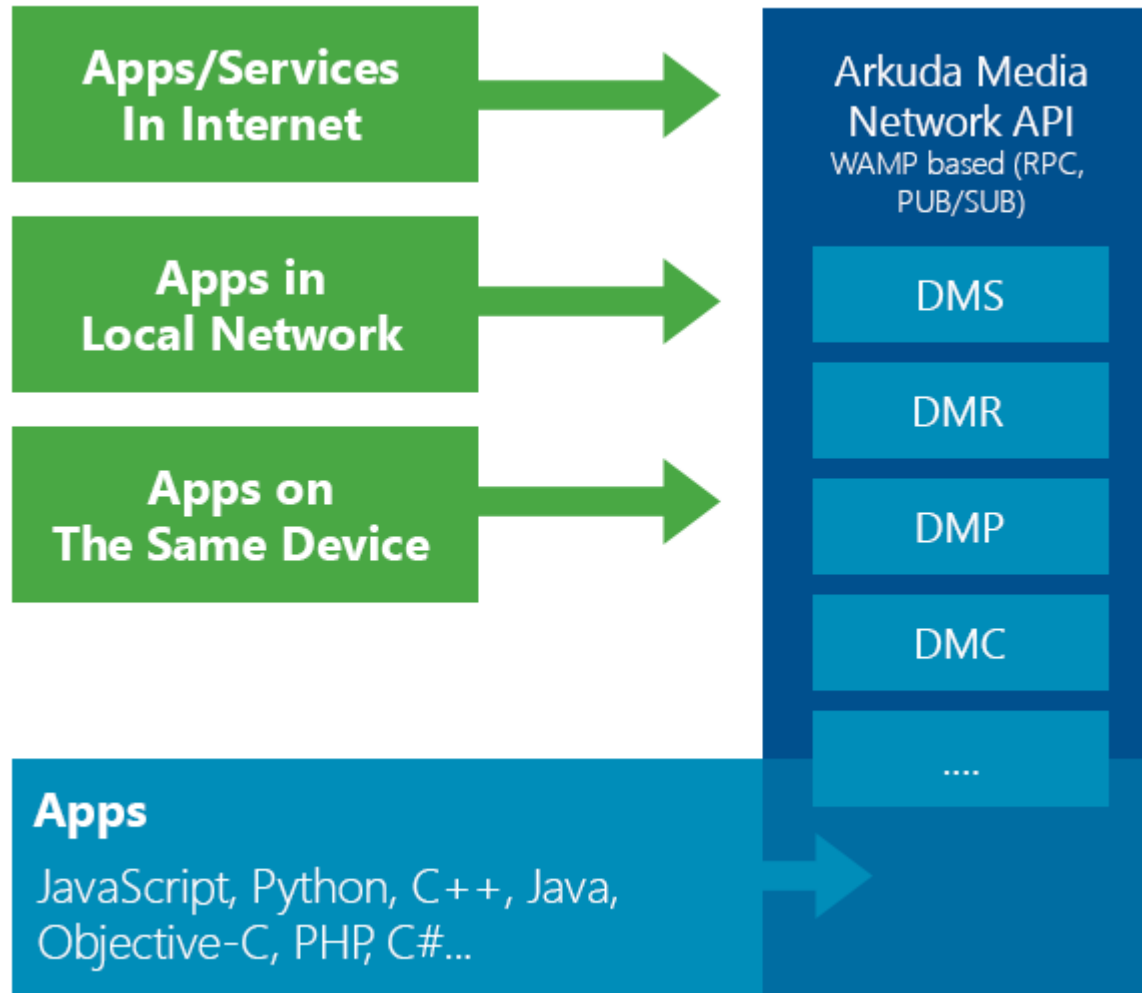 Apps/Services
In Internet
Apps in
Local Network
Apps on
The Same Device
Arkuda Media
Network API
WAMP based (RPC,
PUB/SUB)
DMS
DMR
DMP
DMC
....
Apps
JavaScript, Python, C++, Java,
Objective-C, PHP, C#...